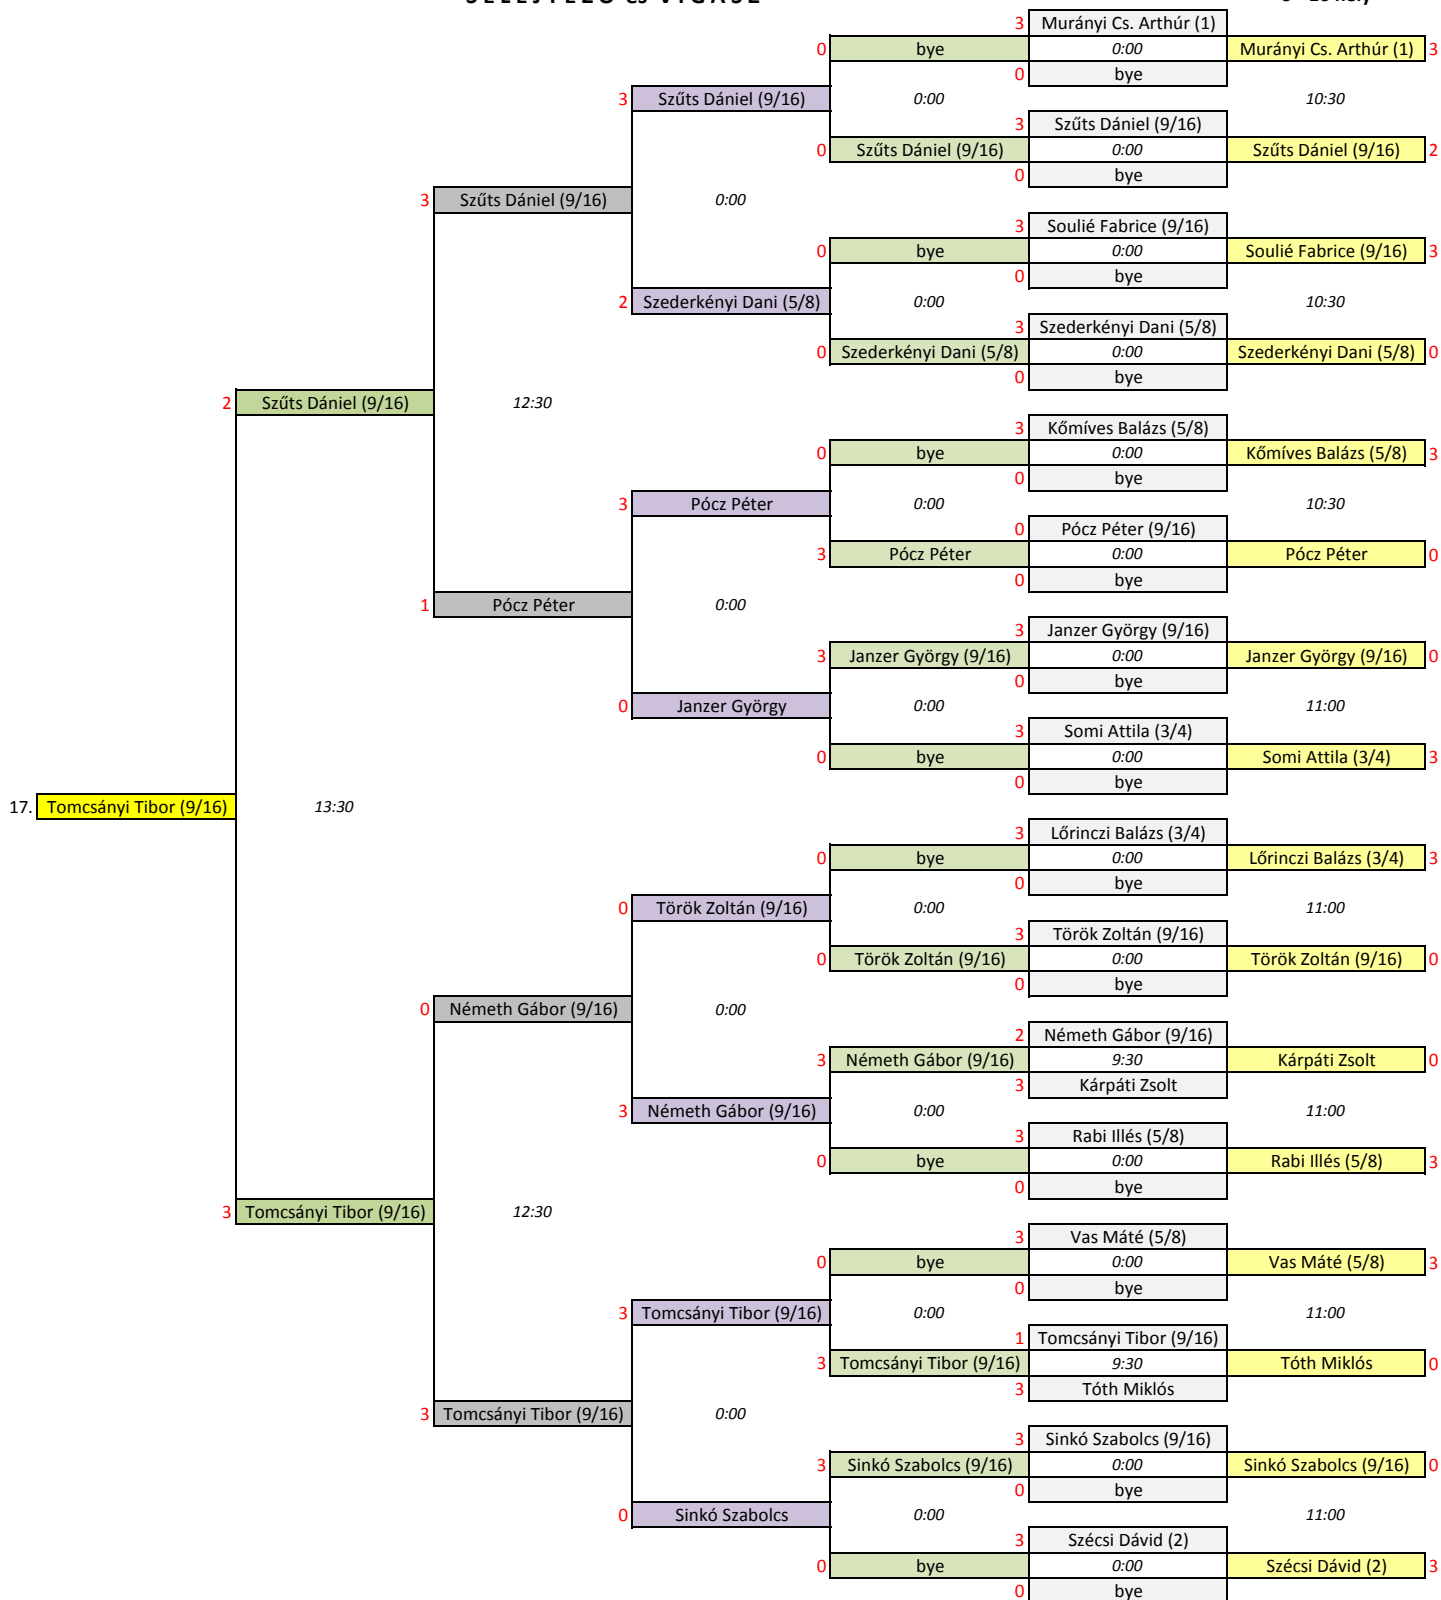 3 Murányi Cs. Arthúr (1)
0 bye 0:00 Murányi Cs. Arthúr (1) 3
0 bye
3 Szűts Dániel (9/16) 0:00 10:30
3 Szűts Dániel (9/16)
0 Szűts Dániel (9/16) 0:00 Szűts Dániel (9/16) 2
0 bye
3 Szűts Dániel (9/16) 0:00
3 Soulié Fabrice (9/16)
0 bye 0:00 Soulié Fabrice (9/16) 3
0 bye
2 Szederkényi Dani (5/8) 0:00 10:30
3 Szederkényi Dani (5/8)
0 Szederkényi Dani (5/8) 0:00 Szederkényi Dani (5/8) 0
0 bye
2 Szűts Dániel (9/16) 12:30
3 Kőmíves Balázs (5/8)
0 bye 0:00 Kőmíves Balázs (5/8) 3
0 bye
3 Pócz Péter 0:00 10:30
0 Pócz Péter (9/16)
3 Pócz Péter 0:00 Pócz Péter 0
0 bye
1 Pócz Péter 0:00
3 Janzer György (9/16)
3 Janzer György (9/16) 0:00 Janzer György (9/16) 0
0 bye
0 Janzer György 0:00 11:00
3 Somi Attila (3/4)
0 bye 0:00 Somi Attila (3/4) 3
0 bye
17. Tomcsányi Tibor (9/16) 13:30
3 Lőrinczi Balázs (3/4)
0 bye 0:00 Lőrinczi Balázs (3/4) 3
0 bye
0 Török Zoltán (9/16) 0:00 11:00
3 Török Zoltán (9/16)
0 Török Zoltán (9/16) 0:00 Török Zoltán (9/16) 0
0 bye
0 Németh Gábor (9/16) 0:00
2 Németh Gábor (9/16)
3 Németh Gábor (9/16) 9:30 Kárpáti Zsolt 0
3 Kárpáti Zsolt
3 Németh Gábor (9/16) 0:00 11:00
3 Rabi Illés (5/8)
0 bye 0:00 Rabi Illés (5/8) 3
0 bye
3 Tomcsányi Tibor (9/16) 12:30
3 Vas Máté (5/8)
0 bye 0:00 Vas Máté (5/8) 3
0 bye
3 Tomcsányi Tibor (9/16) 0:00 11:00
1 Tomcsányi Tibor (9/16)
3 Tomcsányi Tibor (9/16) 9:30 Tóth Miklós 0
3 Tóth Miklós
3 Tomcsányi Tibor (9/16) 0:00
3 Sinkó Szabolcs (9/16)
3 Sinkó Szabolcs (9/16) 0:00 Sinkó Szabolcs (9/16) 0
0 bye
0 Sinkó Szabolcs 0:00 11:00
3 Szécsi Dávid (2)
0 bye 0:00 Szécsi Dávid (2) 3
0 bye